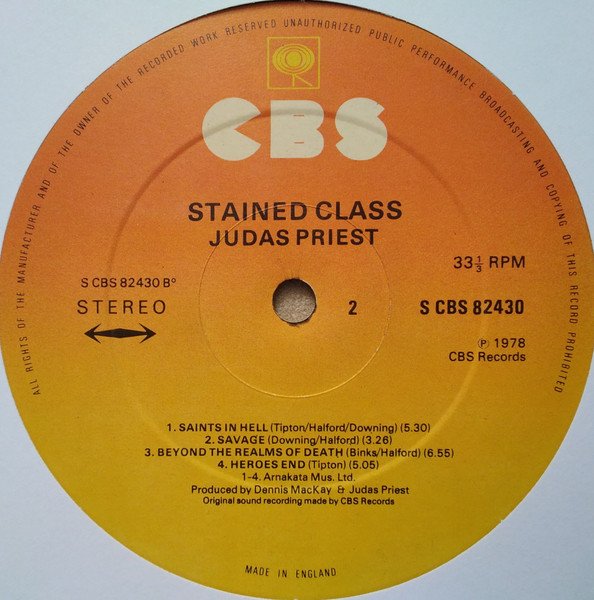 ALL RIGHTS OF THE MANUFACTURER AND OF THE OWNER OF THE RECORDED WORK RESERVED UNAUTHORIZED PUBLIC PERFORMANCE BROADCASTING AND COPYING OF THIS RECORD PROHIBITED
CBS
STAINED CLASS
JUDAS PRIEST
33⅓ RPM
S CBS 82430 B°
STEREO
2
S CBS 82430
℗ 1978
CBS Records
1. SAINTS IN HELL (Tipton/Halford/Downing) (5.30)
2. SAVAGE (Downing/Halford) (3.26)
3. BEYOND THE REALMS OF DEATH (Binks/Halford) (6.55)
4. HEROES END (Tipton) (5.05)
1-4. Arnakata Mus. Ltd.
Produced by Dennis MacKay & Judas Priest
Original sound recording made by CBS Records
MADE IN ENGLAND